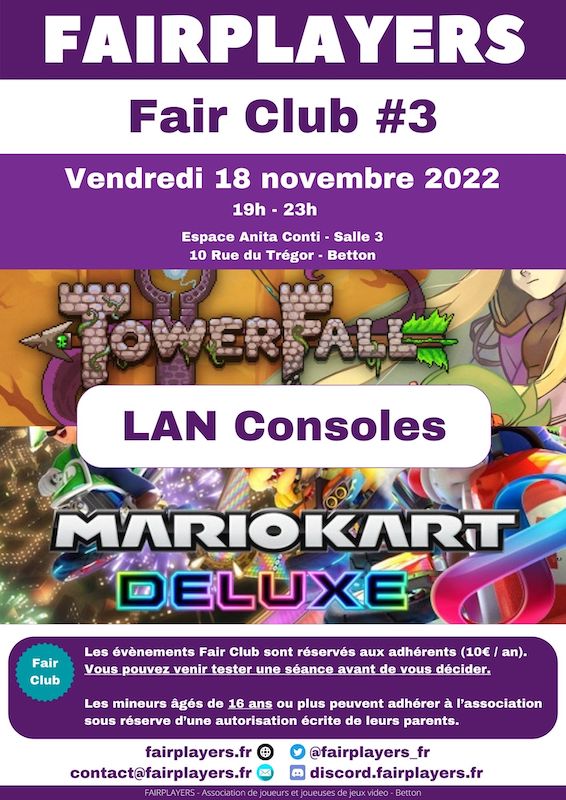 FAIRPLAYERS
Fair Club #3
Vendredi 18 novembre 2022
19h - 23h
Espace Anita Conti - Salle 3
10 Rue du Trégor - Betton
TOWERFALL
LAN Consoles
MARIOKART
DELUXE
Fair Club
Les évènements Fair Club sont réservés aux adhérents (10€ / an).
Vous pouvez venir tester une séance avant de vous décider.
Les mineurs âgés de 16 ans ou plus peuvent adhérer à l'association
sous réserve d'une autorisation écrite de leurs parents.
fairplayers.fr @fairplayers_fr
contact@fairplayers.fr discord.fairplayers.fr
FAIRPLAYERS - Association de joueurs et joueuses de jeux video - Betton